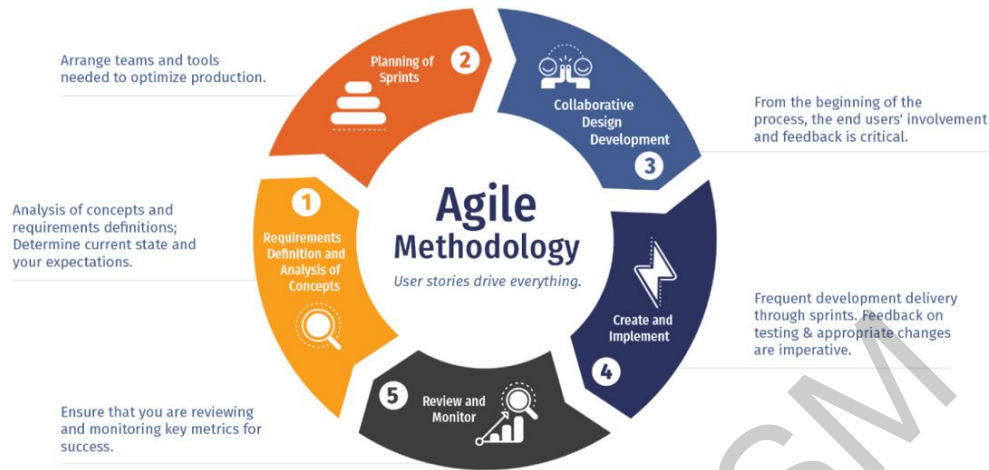 Agile
Methodology
User stories drive everything.
1
Requirements
Definition and
Analysis of
Concepts
Analysis of concepts and
requirements definitions;
Determine current state and
your expectations.
Planning of
Sprints
2
Arrange teams and tools
needed to optimize production.
Collaborative
Design
Development
3
From the beginning of the
process, the end users' involvement
and feedback is critical.
Create and
Implement
4
Frequent development delivery
through sprints. Feedback on
testing & appropriate changes
are imperative.
5
Review and
Monitor
Ensure that you are reviewing
and monitoring key metrics for
success.
SM